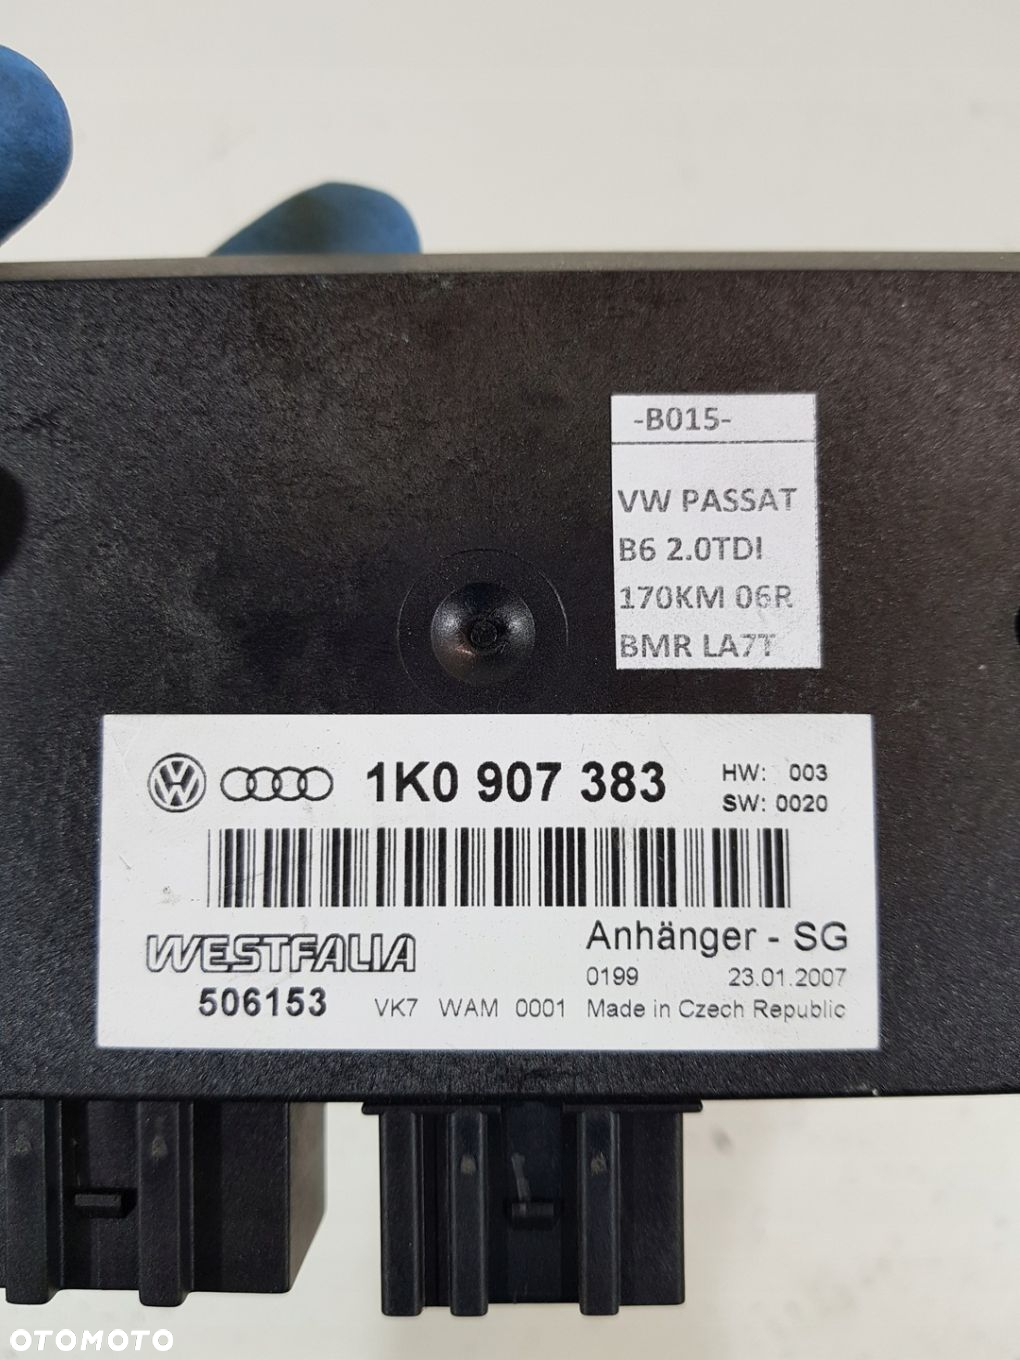 -B015-
VW PASSAT
B6 2.0TDI
170KM 06R
BMR LA7T
1K0 907 383
HW: 003
SW: 0020
WESTFALIA
Anhänger - SG
0199 23.01.2007
506153 VK7 WAM 0001 Made in Czech Republic
OTOMOTO